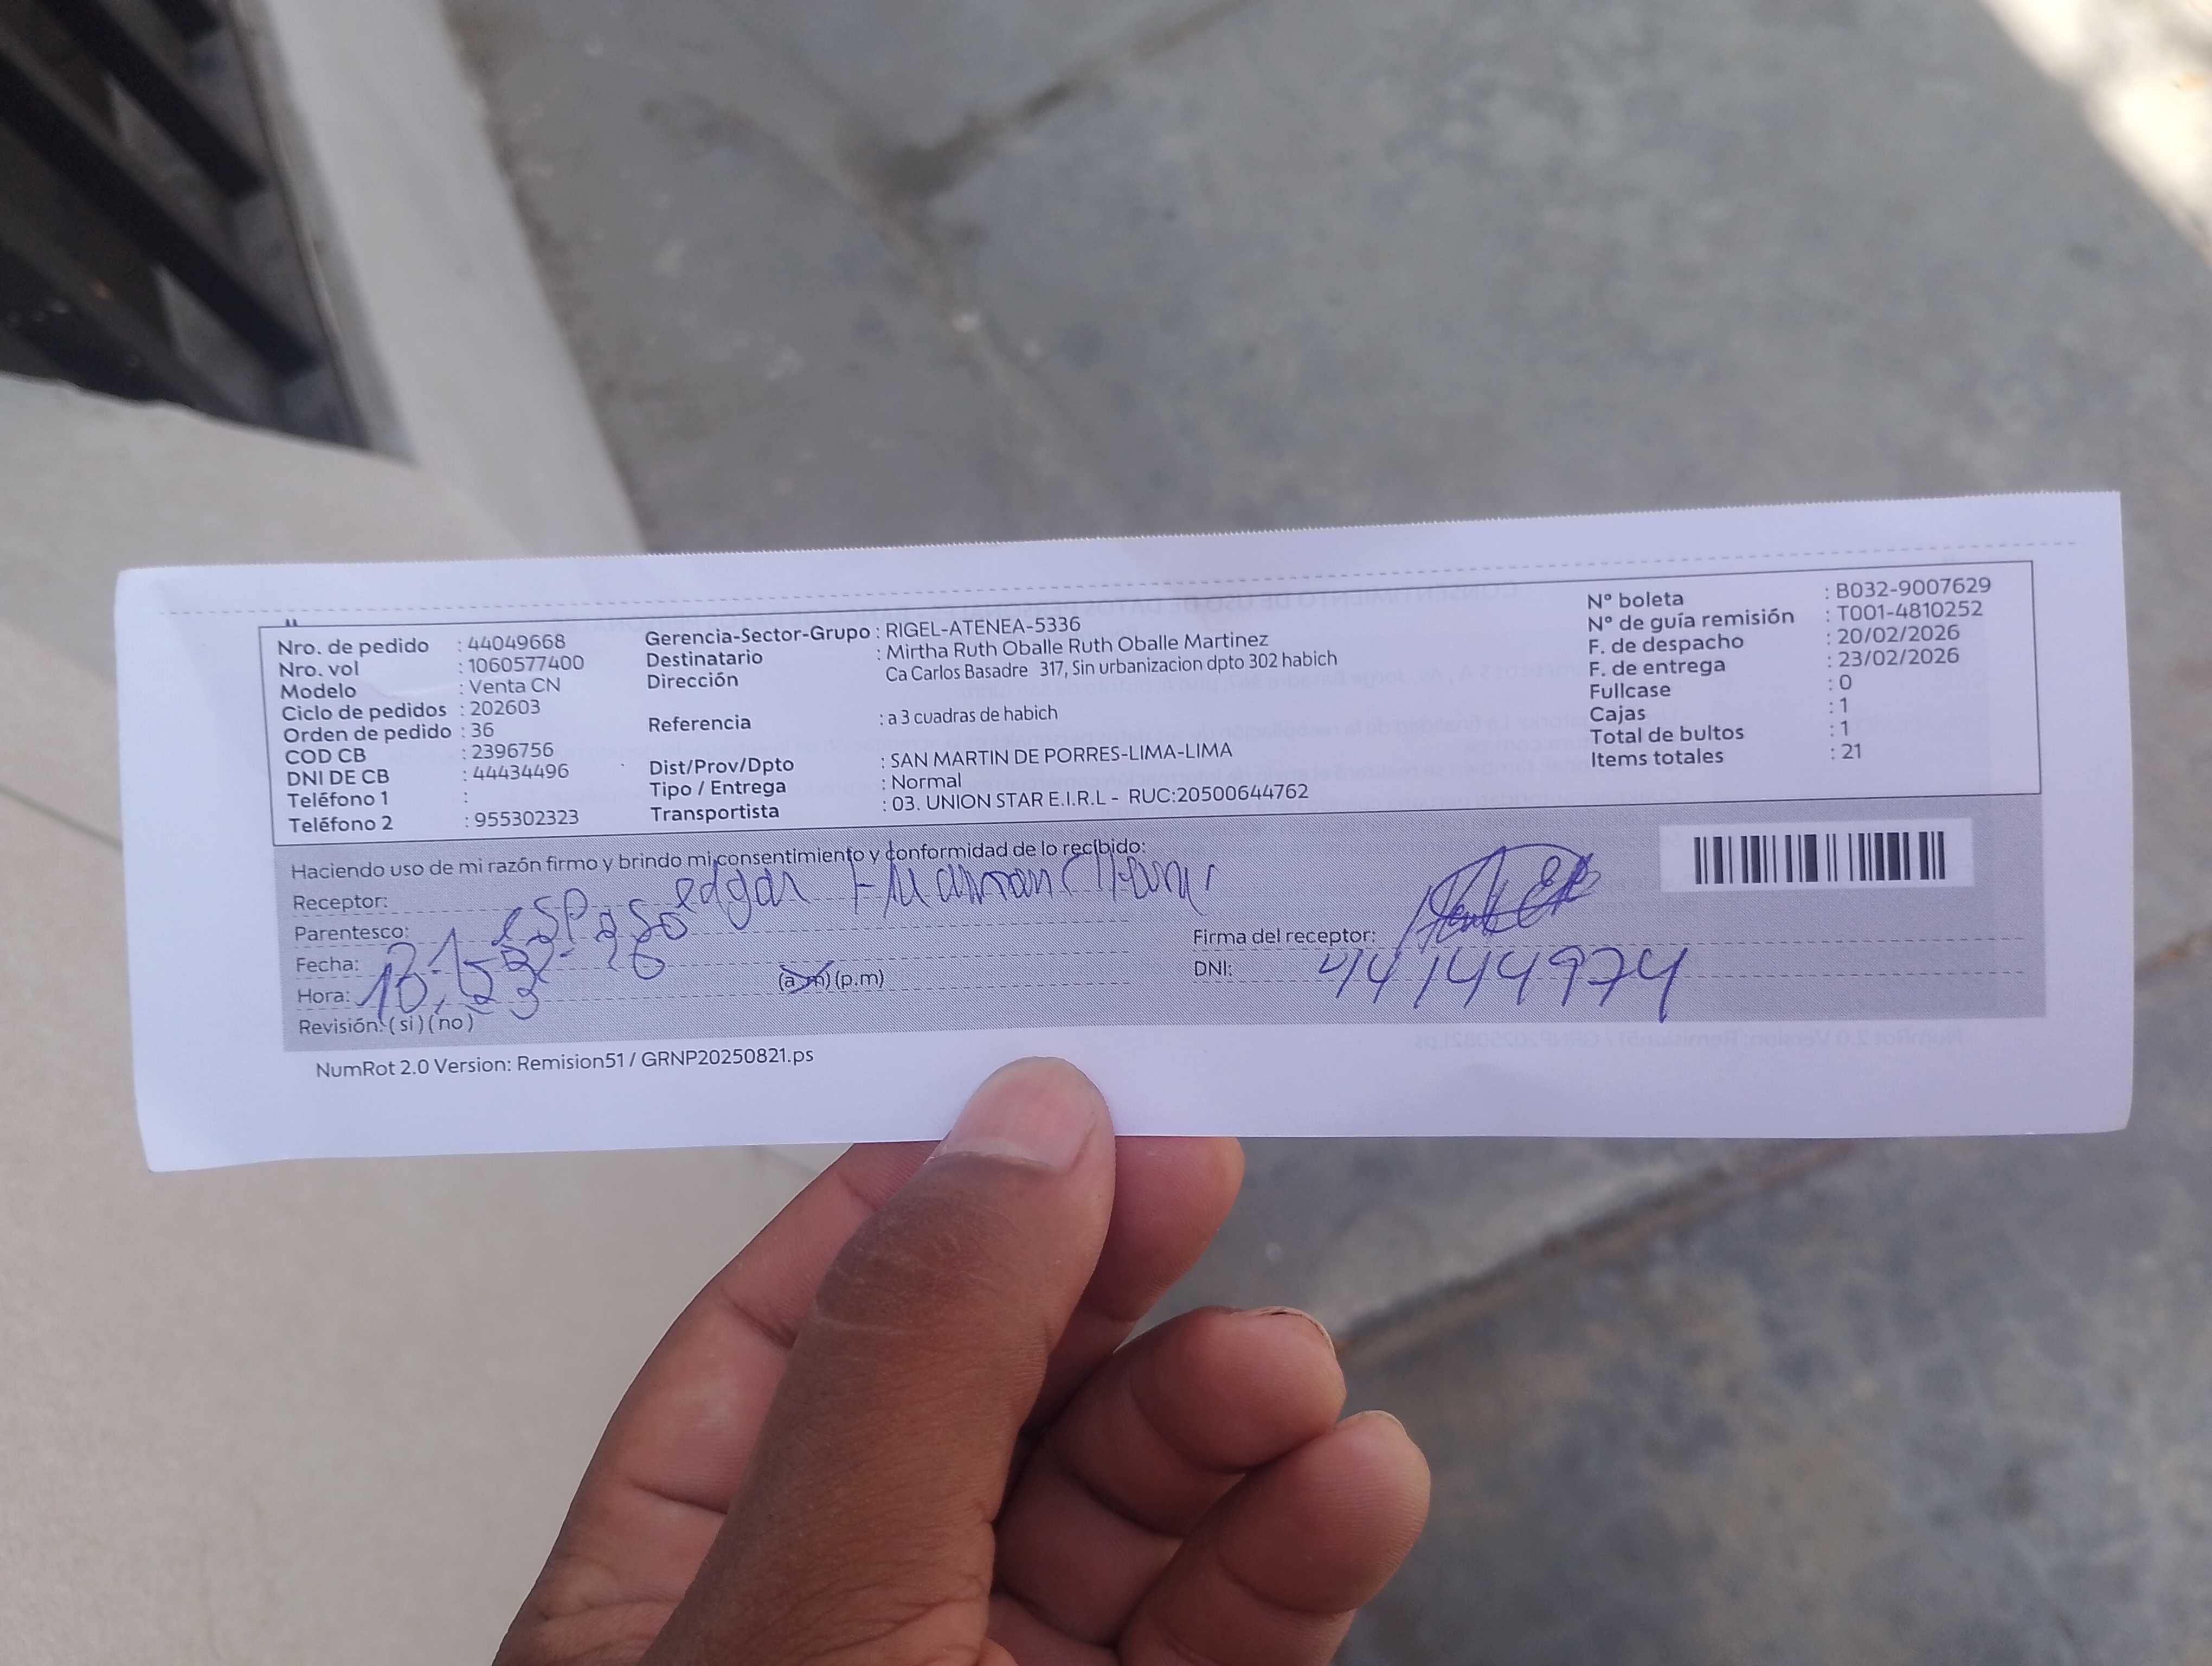 Nro. de pedido : 44049668
Nro. vol : 1060577400
Modelo : Venta CN
Ciclo de pedidos : 202603
Orden de pedido : 36
COD CB : 2396756
DNI DE CB : 44434496
Teléfono 1 :
Teléfono 2 : 955302323
Gerencia-Sector-Grupo : RIGEL-ATENEA-5336
Destinatario : Mirtha Ruth Oballe Ruth Oballe Martinez
Dirección Ca Carlos Basadre 317, Sin urbanizacion dpto 302 habich
Referencia : a 3 cuadras de habich
Dist/Prov/Dpto : SAN MARTIN DE PORRES-LIMA-LIMA
Tipo / Entrega : Normal
Transportista : 03. UNION STAR E.I.R.L - RUC:20500644762
N° boleta : B032-9007629
N° de guía remisión : T001-4810252
F. de despacho : 20/02/2026
F. de entrega : 23/02/2026
Fullcase : 0
Cajas : 1
Total de bultos : 1
Items totales : 21
Haciendo uso de mi razón firmo y brindo mi consentimiento y conformidad de lo recibido:
Receptor: edgar Huaman
Parentesco: esposo
Fecha:
Hora: (a m) (p.m)
Revisión: (si) (no)
Firma del receptor:
DNI: 44144974
NumRot 2.0 Version: Remision51 / GRNP20250821.ps